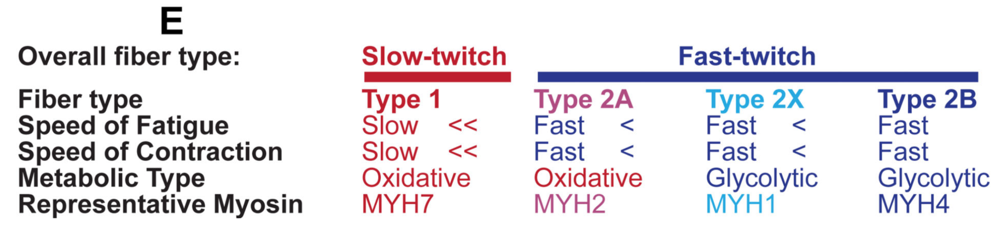 E
Overall fiber type: Slow-twitch Fast-twitch
Fiber type Type 1 Type 2A Type 2X Type 2B
Speed of Fatigue Slow << Fast < Fast < Fast
Speed of Contraction Slow << Fast < Fast < Fast
Metabolic Type Oxidative Oxidative Glycolytic Glycolytic
Representative Myosin MYH7 MYH2 MYH1 MYH4